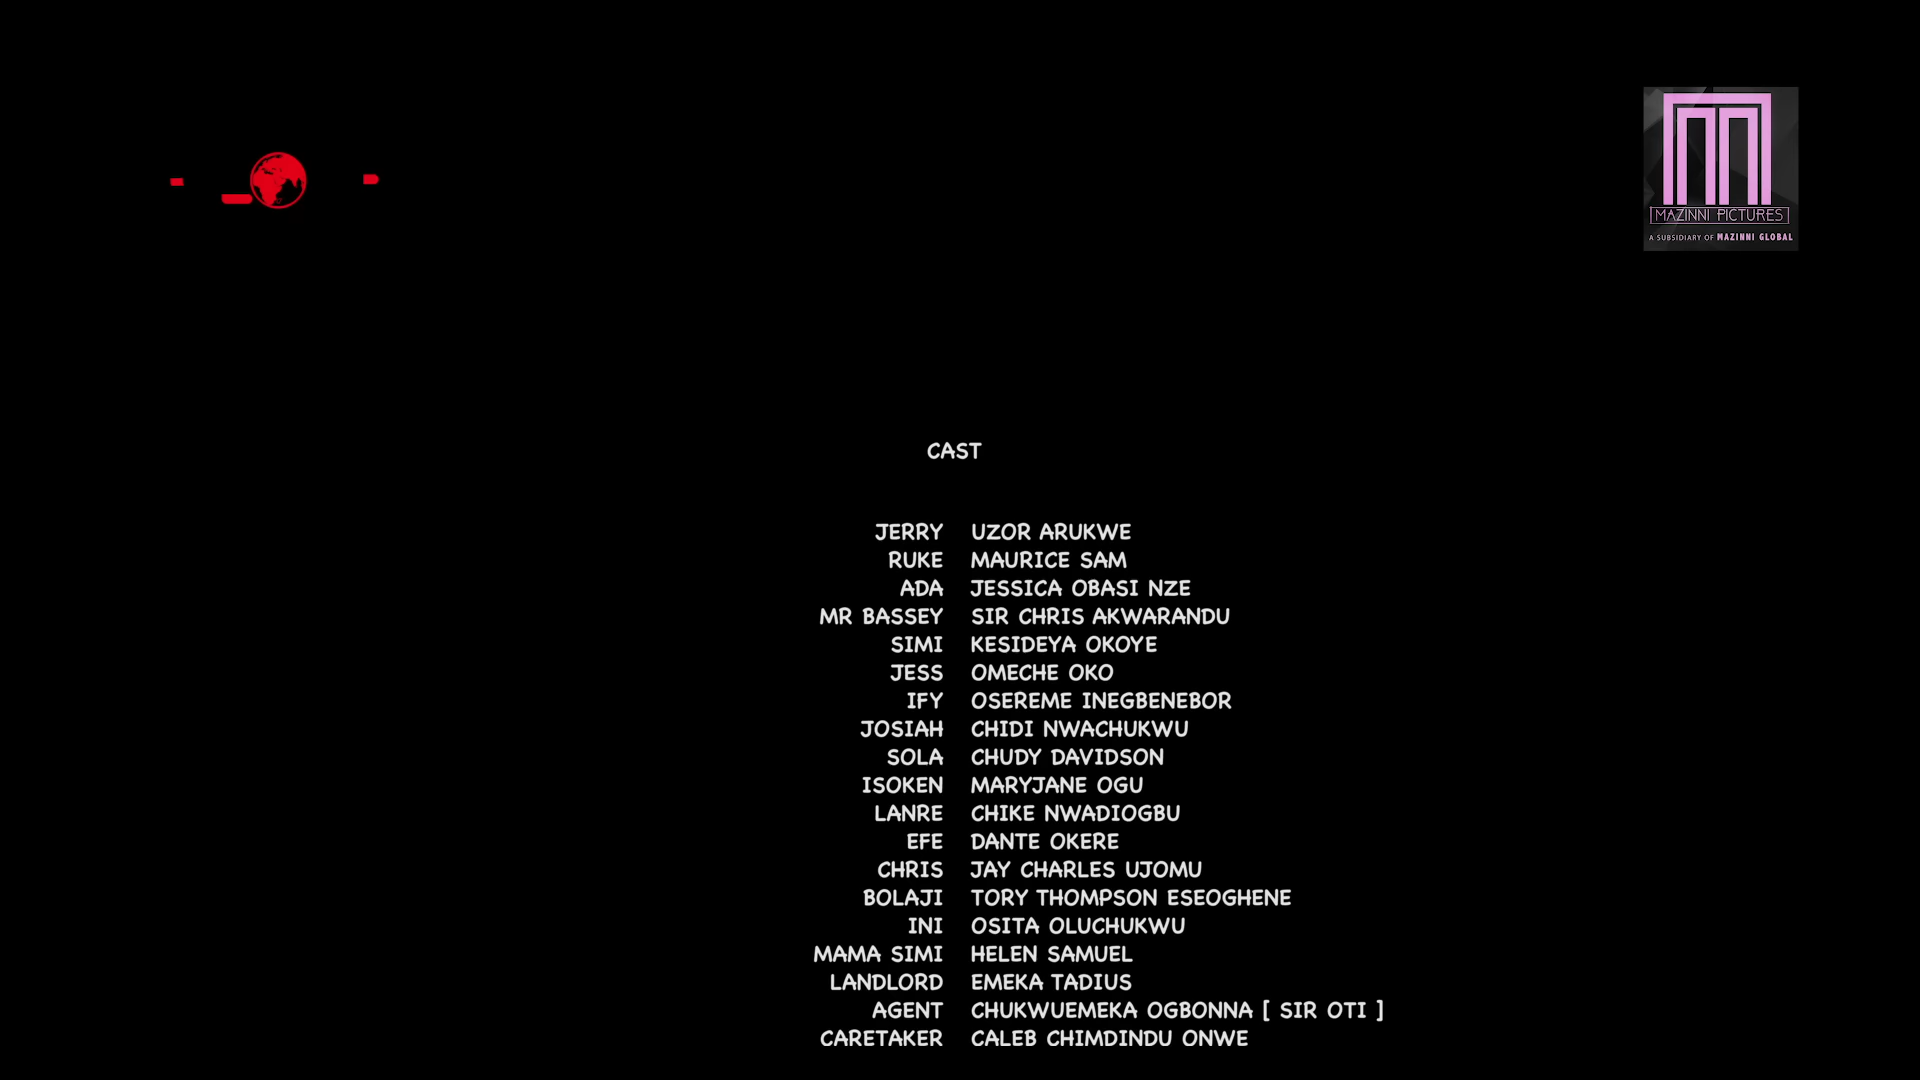 MAZINNI PICTURES
A SUBSIDIARY OF MAZINNI GLOBAL
CAST
JERRY UZOR ARUKWE
RUKE MAURICE SAM
ADA JESSICA OBASI NZE
MR BASSEY SIR CHRIS AKWARANDU
SIMI KESIDEYA OKOYE
JESS OMECHE OKO
IFY OSEREME INEGBENEBOR
JOSIAH CHIDI NWACHUKWU
SOLA CHUDY DAVIDSON
ISOKEN MARYJANE OGU
LANRE CHIKE NWADIOGBU
EFE DANTE OKERE
CHRIS JAY CHARLES UJOMU
BOLAJI TORY THOMPSON ESEOGHENE
INI OSITA OLUCHUKWU
MAMA SIMI HELEN SAMUEL
LANDLORD EMEKA TADIUS
AGENT CHUKWUEMEKA OGBONNA [ SIR OTI ]
CARETAKER CALEB CHIMDINDU ONWE